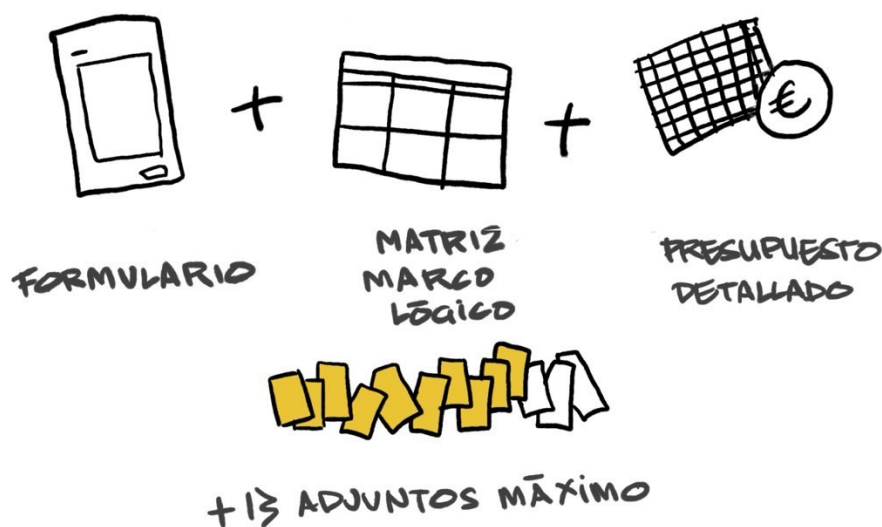 €
FORMULARIO
MATRIZ
MARCO
LÓGICO
PRESUPUESTO
DETALLADO
+13 ADJUNTOS MÁXIMO